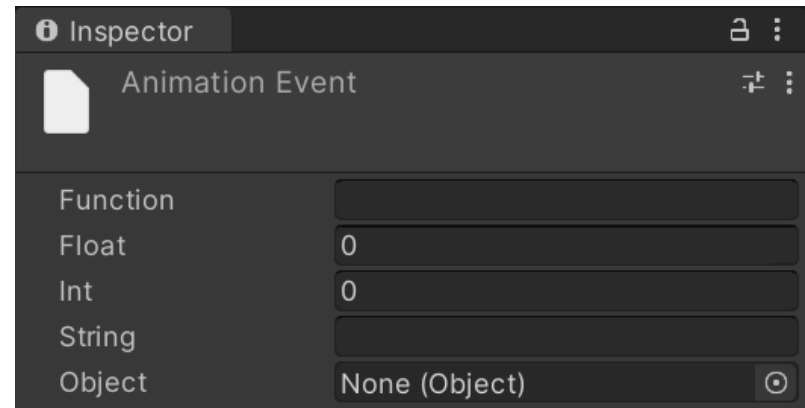 Inspector
Animation Event
Function
Float 0
Int 0
String
Object None (Object)